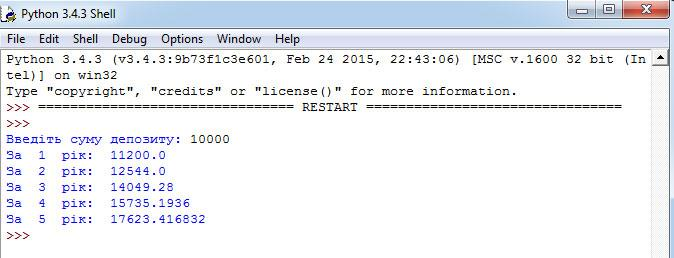 Python 3.4.3 Shell
File Edit Shell Debug Options Window Help
Python 3.4.3 (v3.4.3:9b73f1c3e601, Feb 24 2015, 22:43:06) [MSC v.1600 32 bit (In
tel)] on win32
Type "copyright", "credits" or "license()" for more information.
>>> ================================ RESTART ================================
>>>
Введіть суму депозиту: 10000
За 1 рік: 11200.0
За 2 рік: 12544.0
За 3 рік: 14049.28
За 4 рік: 15735.1936
За 5 рік: 17623.416832
>>>